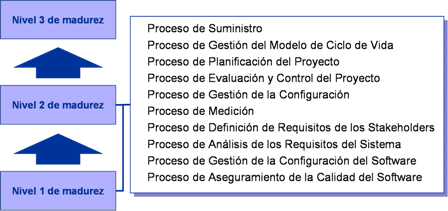 Nivel 3 de madurez
Nivel 2 de madurez
Nivel 1 de madurez
Proceso de Suministro
Proceso de Gestión del Modelo de Ciclo de Vida
Proceso de Planificación del Proyecto
Proceso de Evaluación y Control del Proyecto
Proceso de Gestión de la Configuración
Proceso de Medición
Proceso de Definición de Requisitos de los Stakeholders
Proceso de Análisis de los Requisitos del Sistema
Proceso de Gestión de la Configuración del Software
Proceso de Aseguramiento de la Calidad del Software